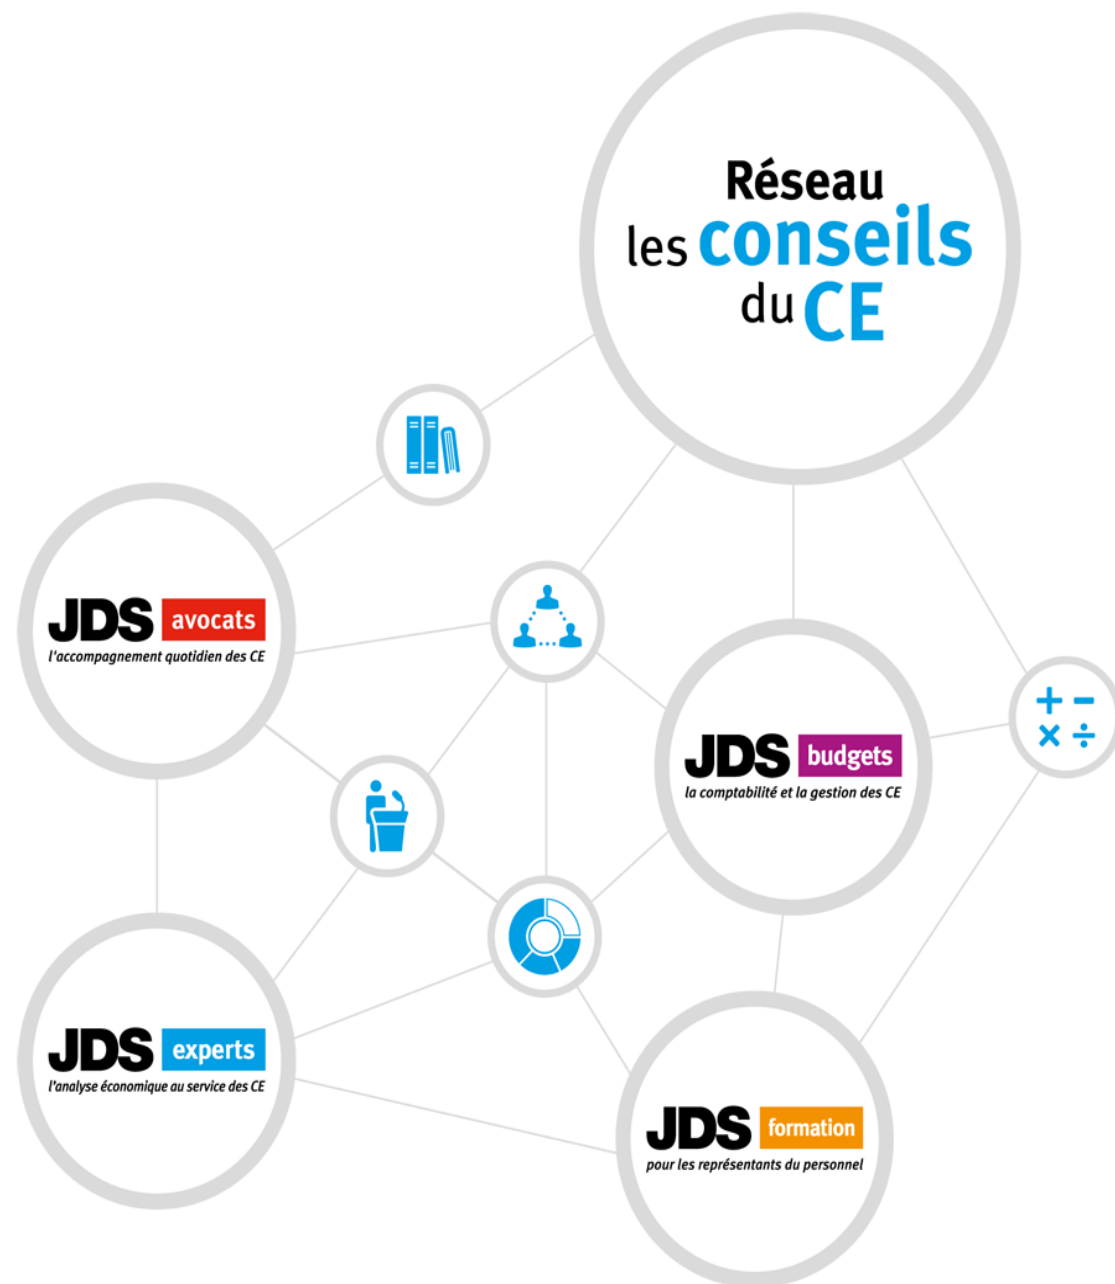 Réseau
les conseils
du CE
JDS avocats
l'accompagnement quotidien des CE
JDS budgets
la comptabilité et la gestion des CE
JDS experts
l'analyse économique au service des CE
JDS formation
pour les représentants du personnel